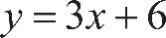 y = 3x + 6